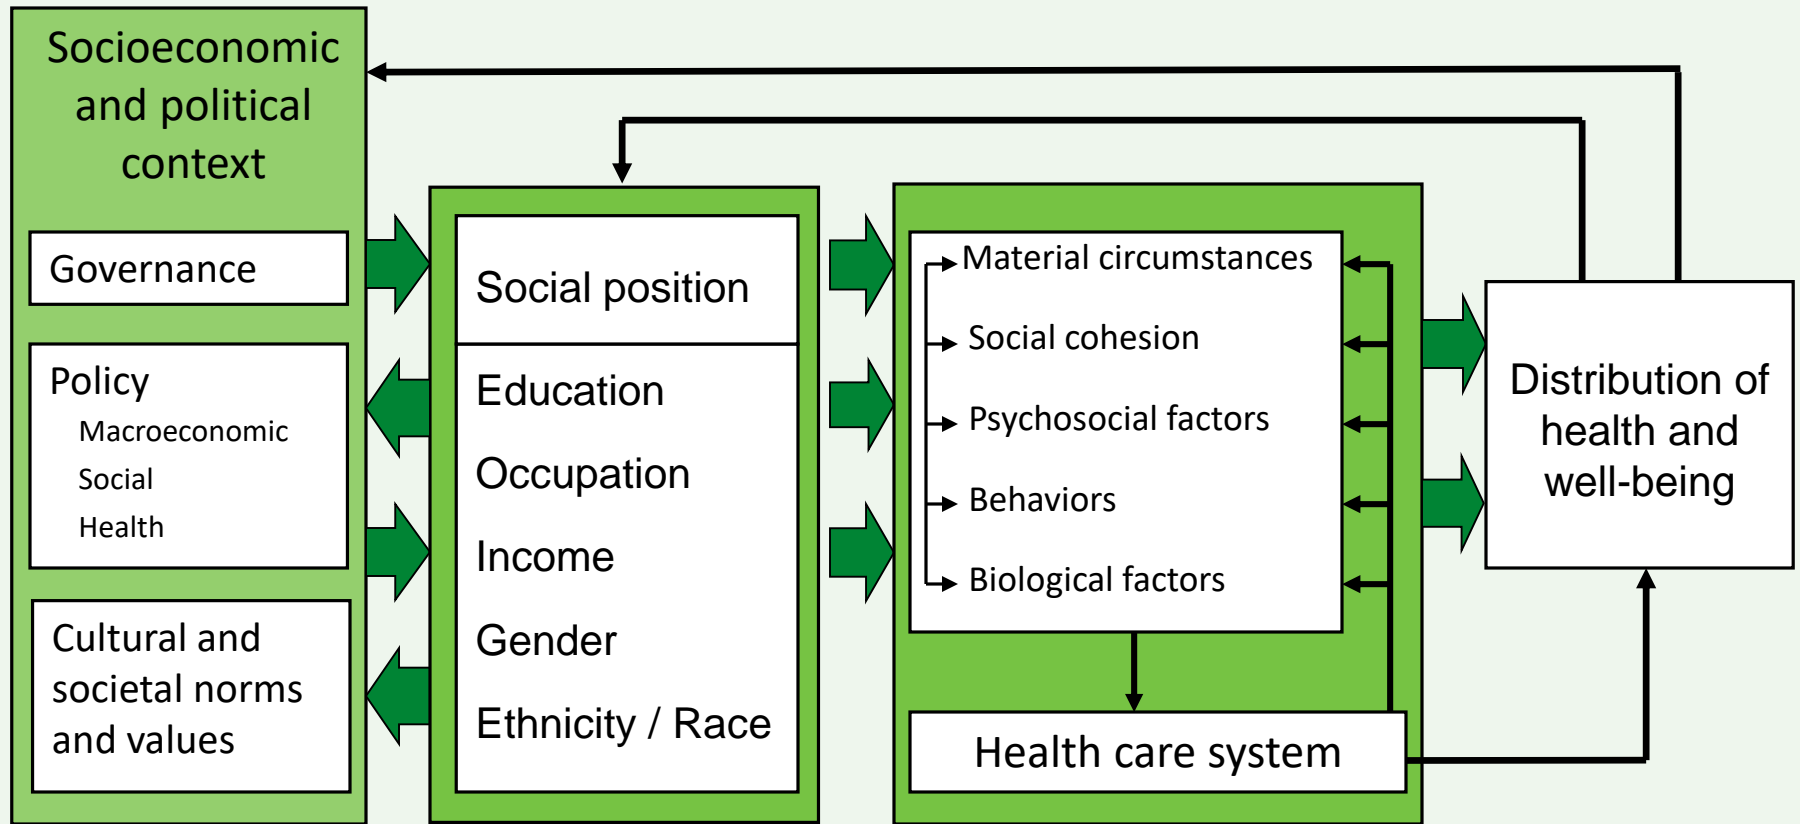 Socioeconomic
and political
context
Governance
Policy
Macroeconomic
Social
Health
Cultural and
societal norms
and values
Social position
Education
Occupation
Income
Gender
Ethnicity / Race
Material circumstances
Social cohesion
Psychosocial factors
Behaviors
Biological factors
Health care system
Distribution of
health and
well-being